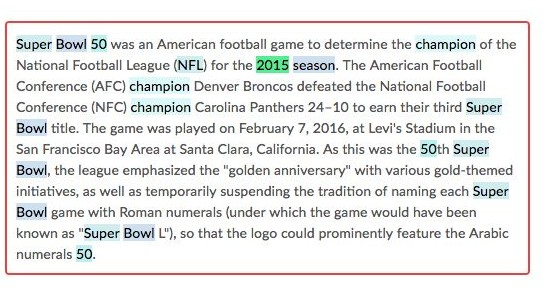 Super Bowl 50 was an American football game to determine the champion of the
National Football League (NFL) for the 2015 season. The American Football
Conference (AFC) champion Denver Broncos defeated the National Football
Conference (NFC) champion Carolina Panthers 24–10 to earn their third Super
Bowl title. The game was played on February 7, 2016, at Levi's Stadium in the
San Francisco Bay Area at Santa Clara, California. As this was the 50th Super
Bowl, the league emphasized the "golden anniversary" with various gold-themed
initiatives, as well as temporarily suspending the tradition of naming each Super
Bowl game with Roman numerals (under which the game would have been
known as "Super Bowl L"), so that the logo could prominently feature the Arabic
numerals 50.